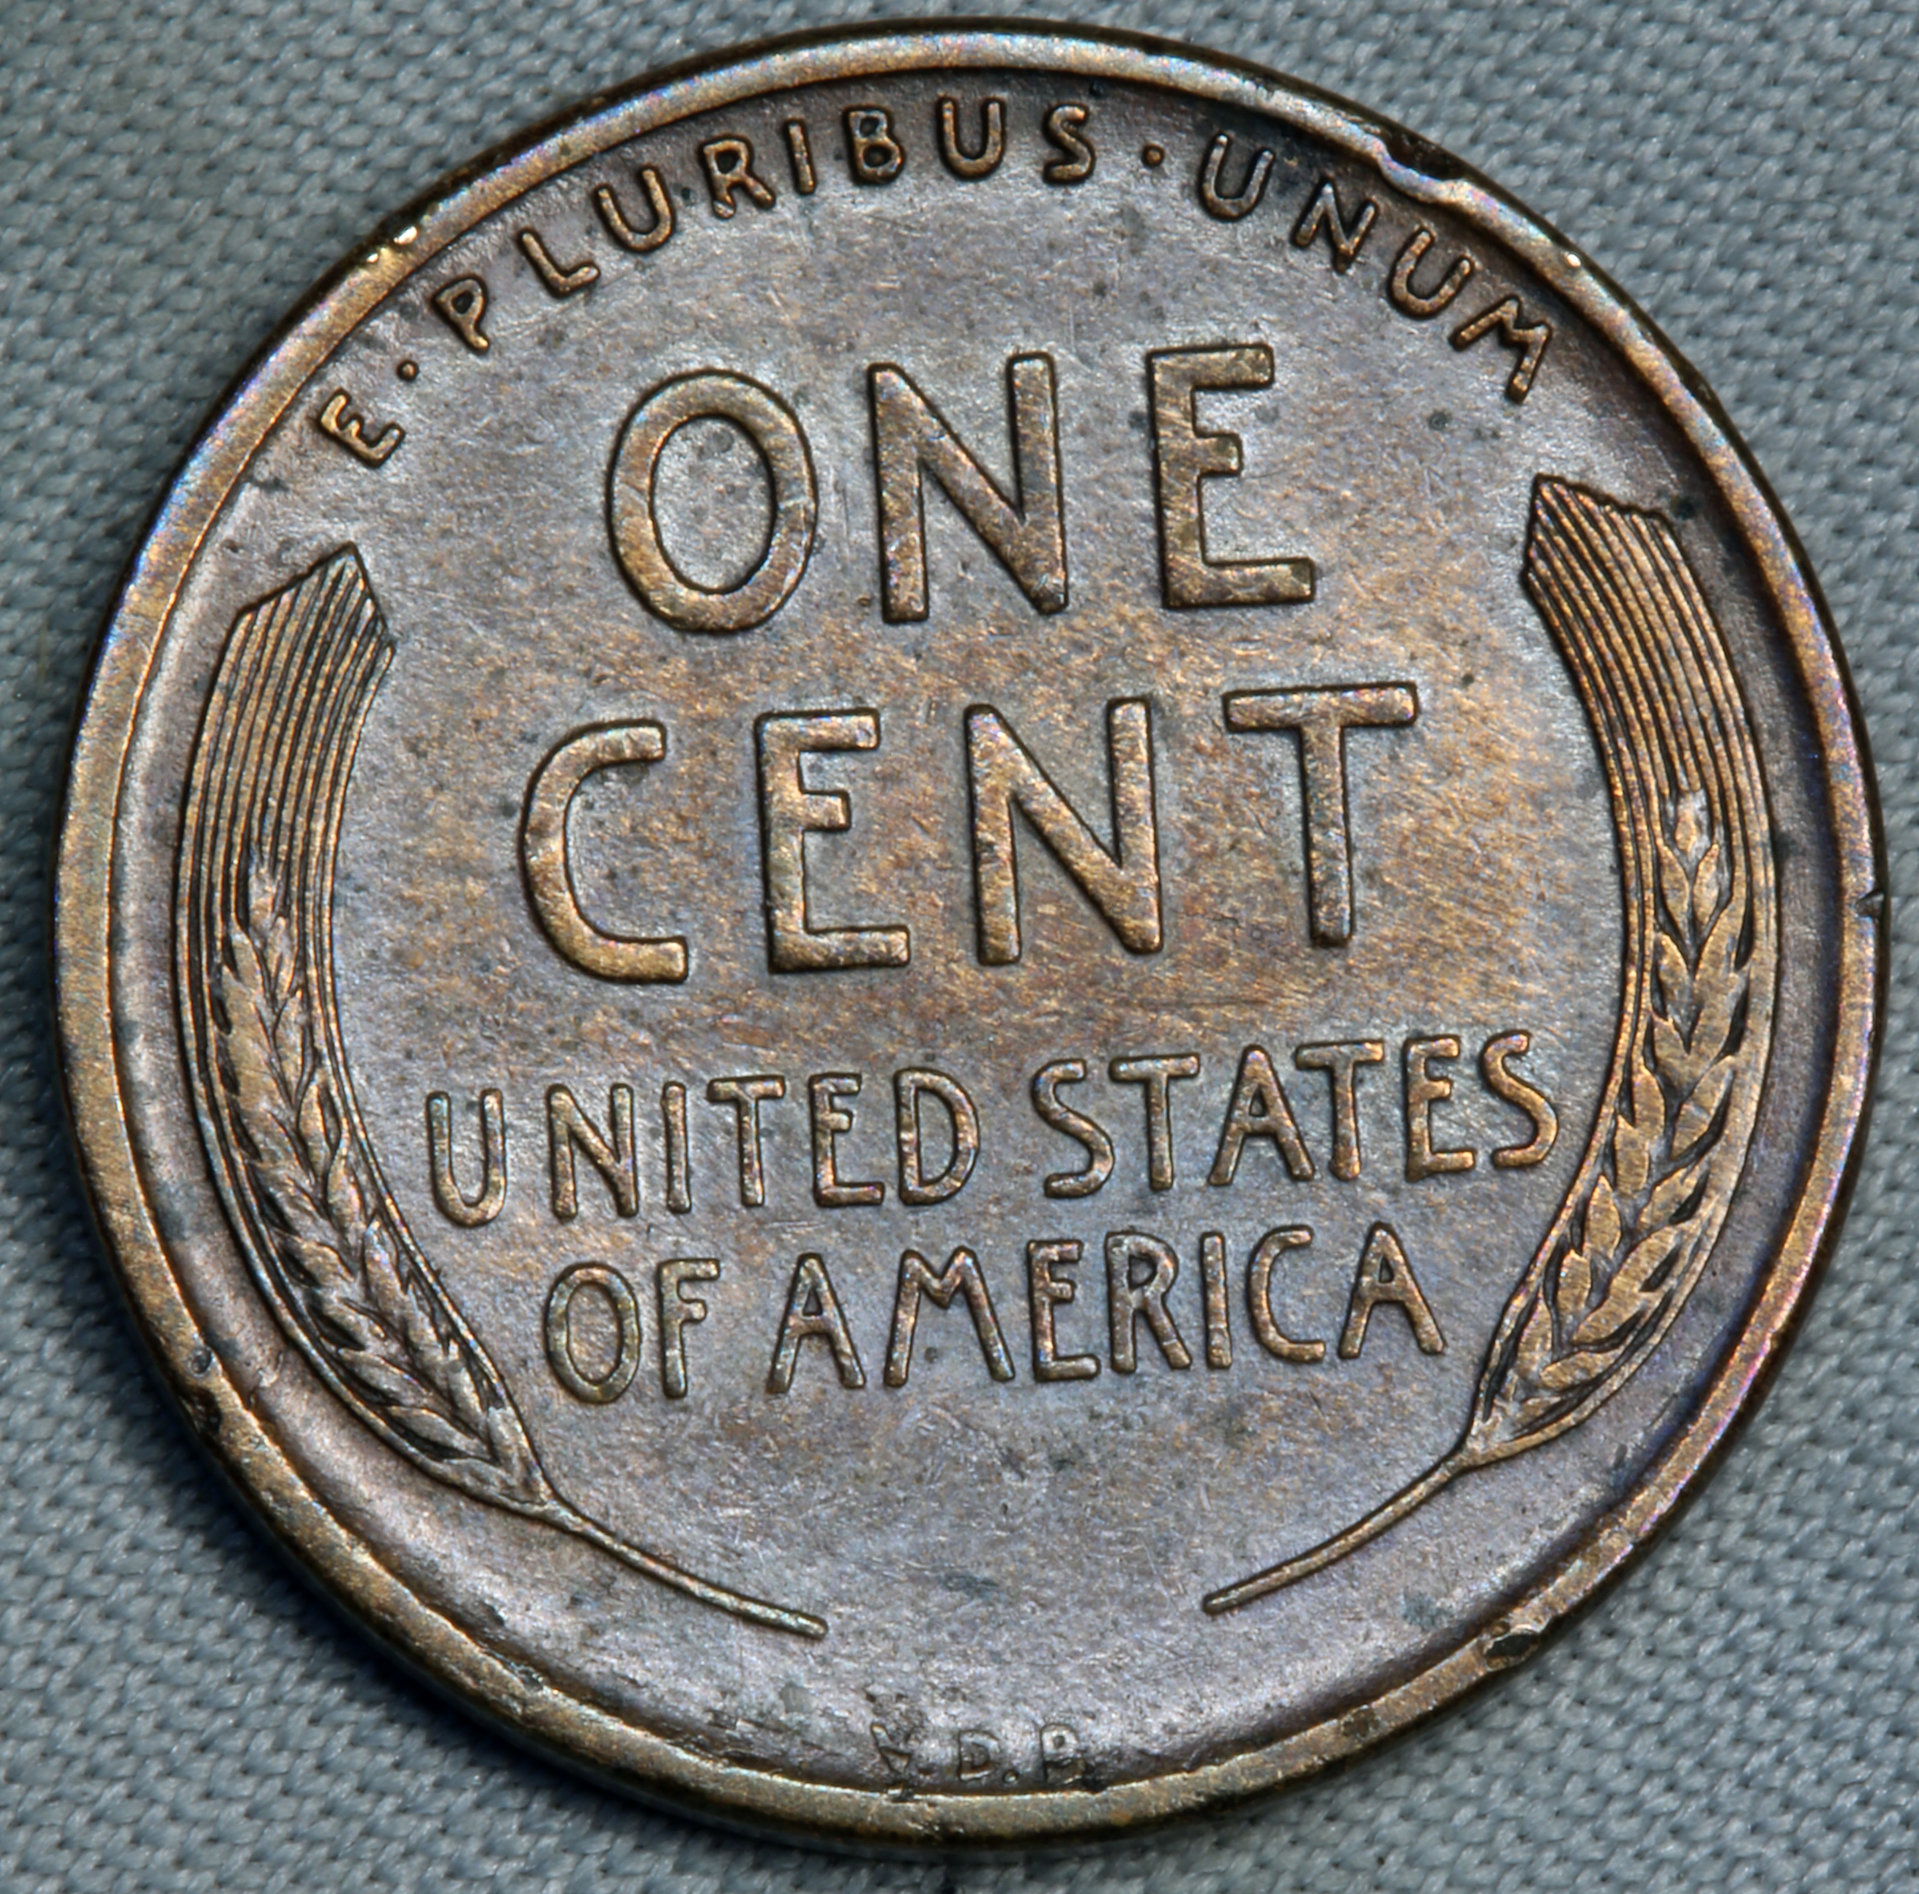 E·PLURIBUS·UNUM
ONE
CENT
UNITED STATES
OF AMERICA
V.D.B.